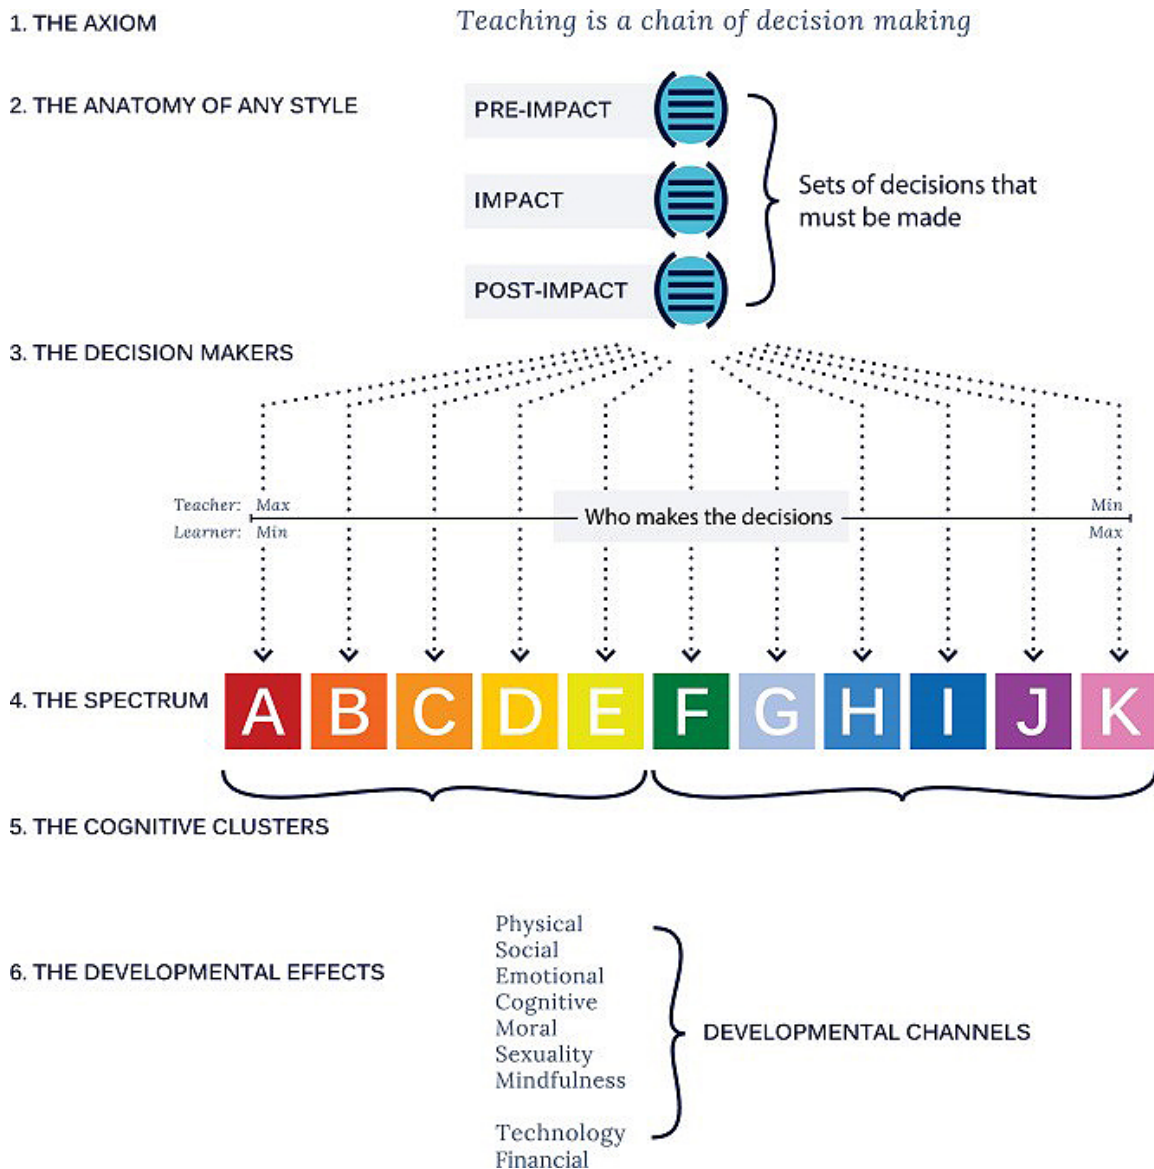 1. THE AXIOM
Teaching is a chain of decision making
2. THE ANATOMY OF ANY STYLE
PRE-IMPACT
IMPACT
POST-IMPACT
Sets of decisions that
must be made
3. THE DECISION MAKERS
Teacher: Max
Min
Who makes the decisions
Learner: Min
Max
4. THE SPECTRUM
A B C D E F G H I J K
5. THE COGNITIVE CLUSTERS
6. THE DEVELOPMENTAL EFFECTS
Physical
Social
Emotional
Cognitive
Moral
Sexuality
Mindfulness
Technology
Financial
DEVELOPMENTAL CHANNELS